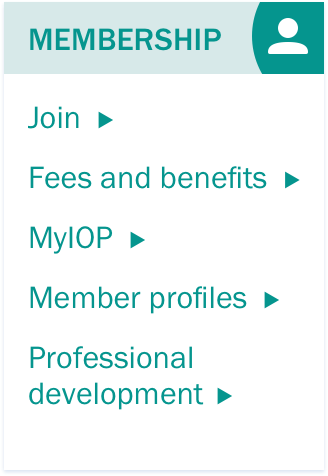 MEMBERSHIP
Join
Fees and benefits
MyIOP
Member profiles
Professional
development